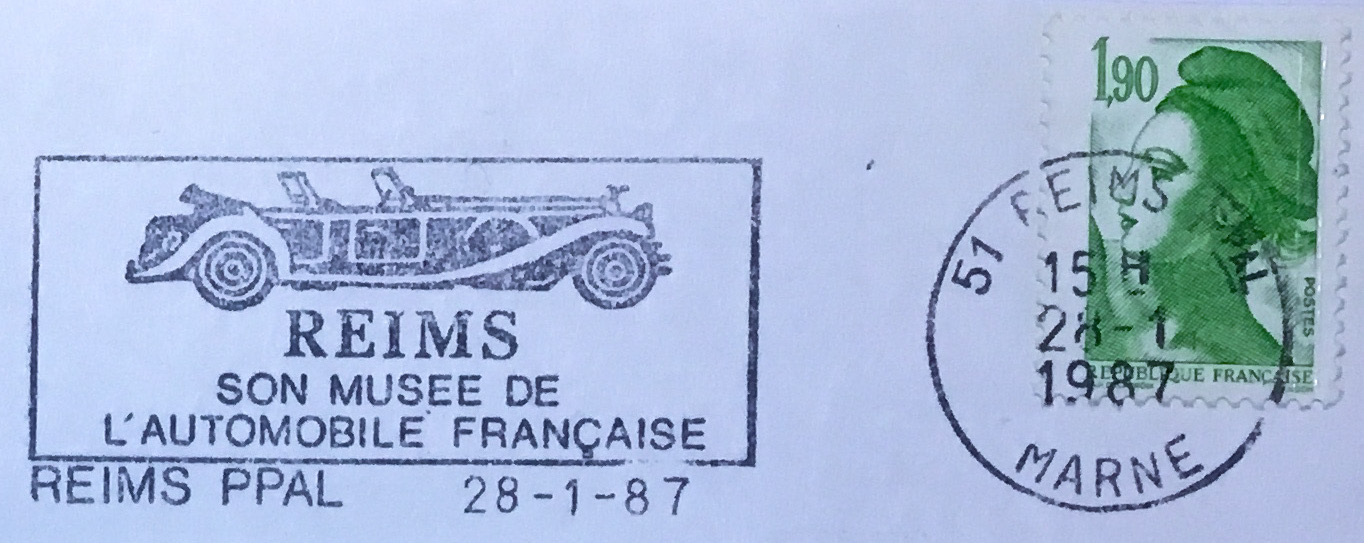 REIMS
SON MUSEE DE
L'AUTOMOBILE FRANÇAISE
REIMS PPAL 28-1-87
1,90
POSTES
REPUBLIQUE FRANÇAISE
51 REIMS PPAL
15 H
28-1
1987
MARNE